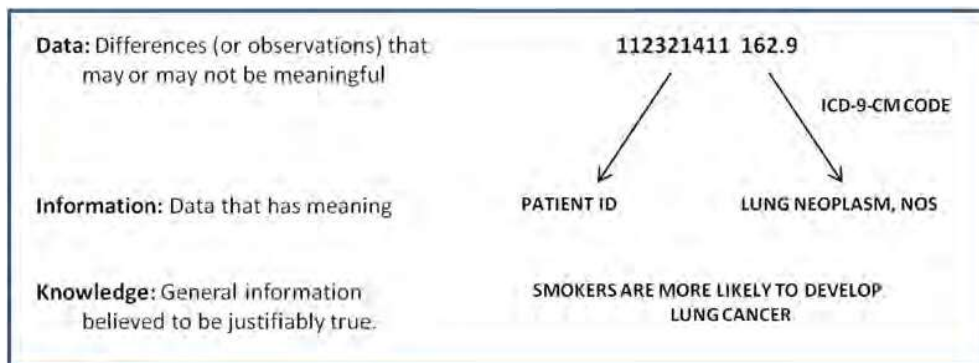 Data: Differences (or observations) that
may or may not be meaningful
112321411 162.9
ICD-9-CM CODE
Information: Data that has meaning
PATIENT ID
LUNG NEOPLASM, NOS
Knowledge: General information
believed to be justifiably true.
SMOKERS ARE MORE LIKELY TO DEVELOP
LUNG CANCER